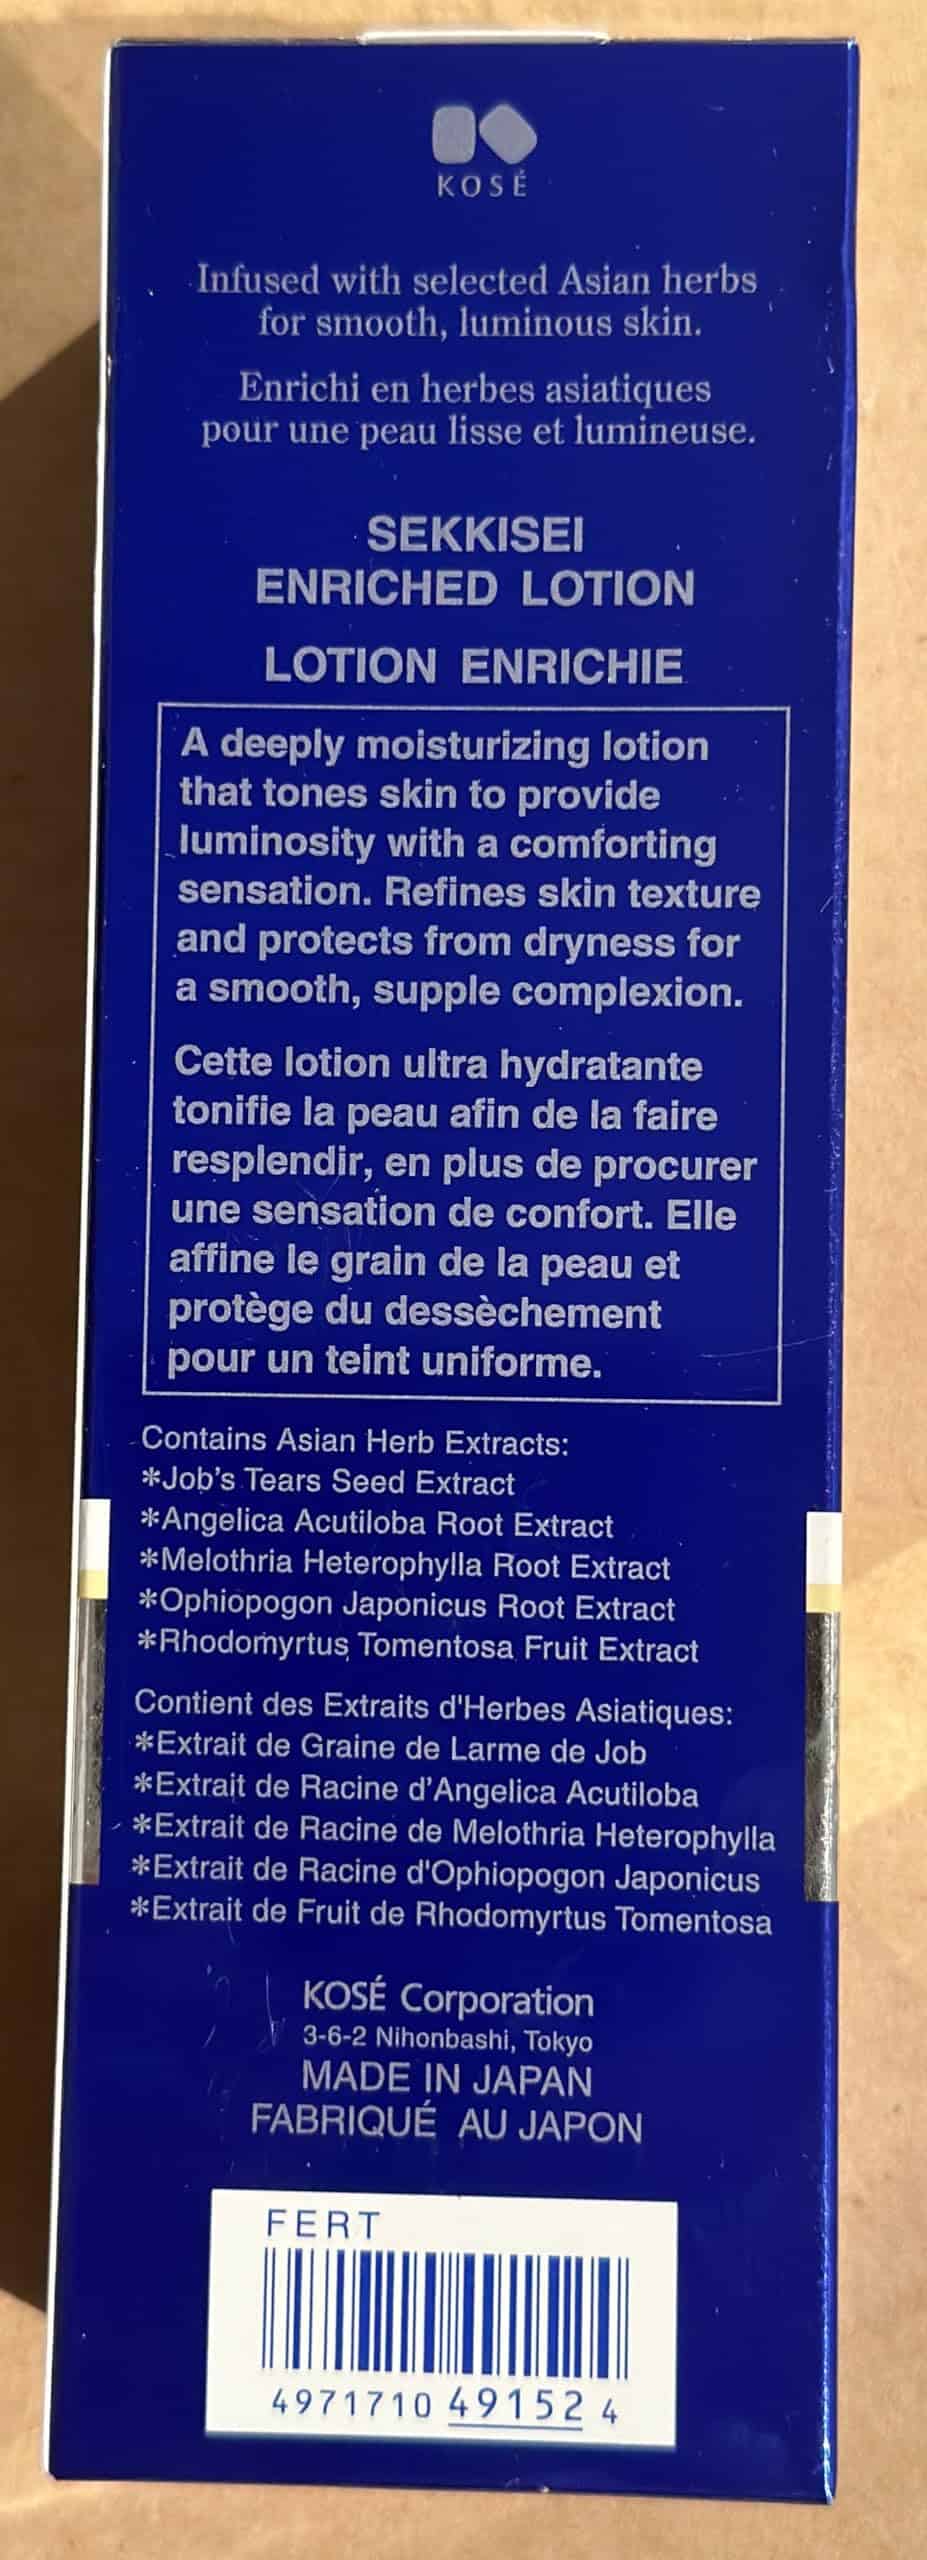 KOSÉ
Infused with selected Asian herbs
for smooth, luminous skin.
Enrichi en herbes asiatiques
pour une peau lisse et lumineuse.
SEKKISEI
ENRICHED LOTION
LOTION ENRICHIE
A deeply moisturizing lotion
that tones skin to provide
luminosity with a comforting
sensation. Refines skin texture
and protects from dryness for
a smooth, supple complexion.
Cette lotion ultra hydratante
tonifie la peau afin de la faire
resplendir, en plus de procurer
une sensation de confort. Elle
affine le grain de la peau et
protège du dessèchement
pour un teint uniforme.
Contains Asian Herb Extracts:
*Job's Tears Seed Extract
*Angelica Acutiloba Root Extract
*Melothria Heterophylla Root Extract
*Ophiopogon Japonicus Root Extract
*Rhodomyrtus Tomentosa Fruit Extract
Contient des Extraits d'Herbes Asiatiques:
*Extrait de Graine de Larme de Job
*Extrait de Racine d'Angelica Acutiloba
*Extrait de Racine de Melothria Heterophylla
*Extrait de Racine d'Ophiopogon Japonicus
*Extrait de Fruit de Rhodomyrtus Tomentosa
KOSÉ Corporation
3-6-2 Nihonbashi, Tokyo
MADE IN JAPAN
FABRIQUÉ AU JAPON
FERT
4971710 49152 4